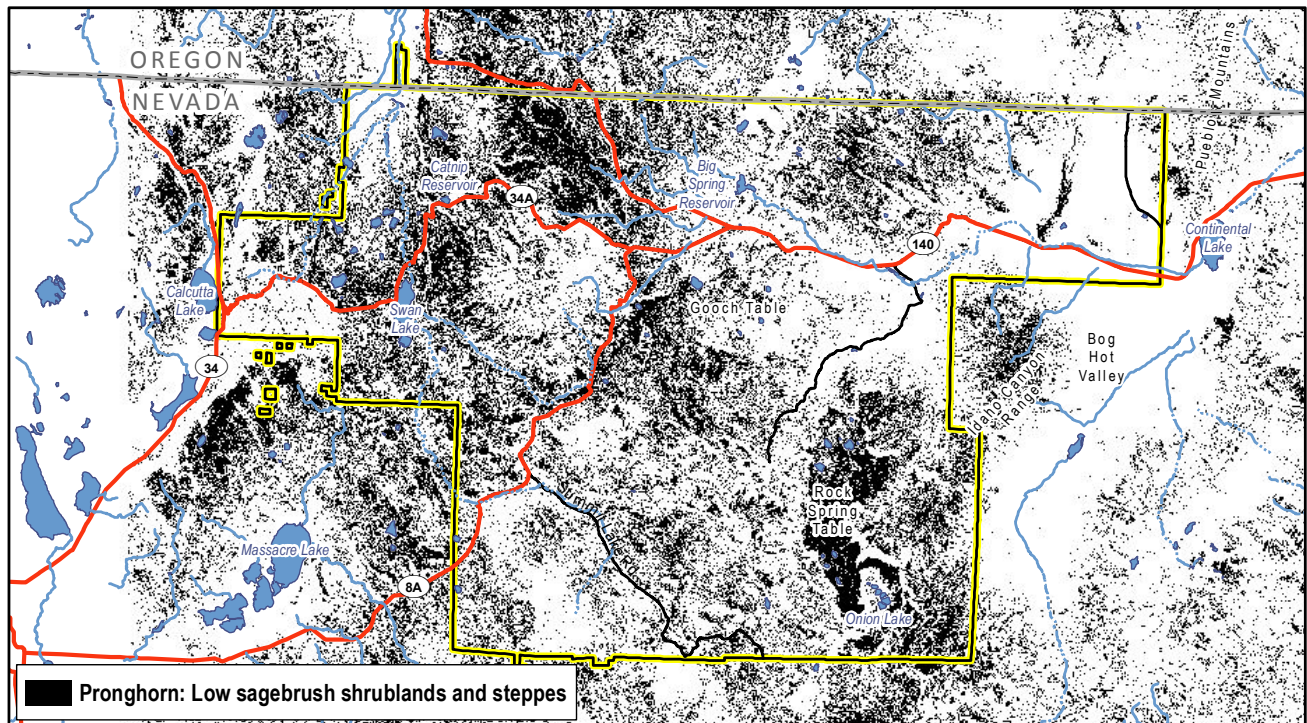 OREGON
NEVADA
Pueblo Mountains
Catnip
Reservoir
34A
Big
Spring
Reservoir
140
Continental
Lake
Calcutta
Lake
Swan
Lake
Gooch Table
Bog
Hot
Valley
34
Idaho Canyon
Range
Rock
Spring
Table
Massacre Lake
8A
Onion Lake
Pronghorn: Low sagebrush shrublands and steppes